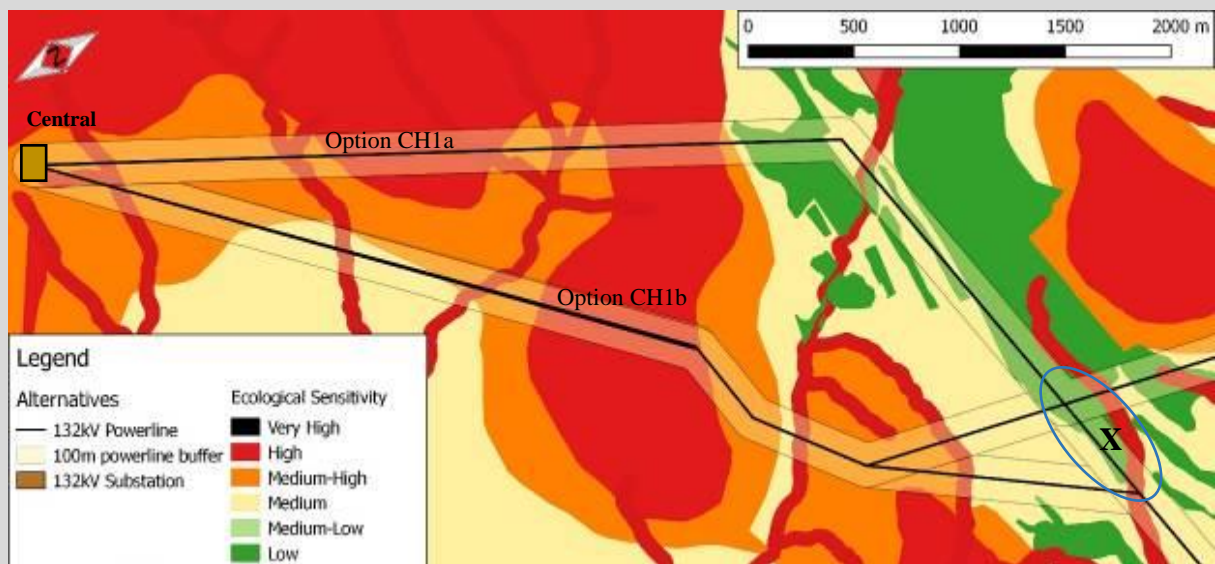 0 500 1000 1500 2000 m
Central
Option CH1a
Option CH1b
X
Legend
Alternatives
132kV Powerline
100m powerline buffer
132kV Substation
Ecological Sensitivity
Very High
High
Medium-High
Medium
Medium-Low
Low